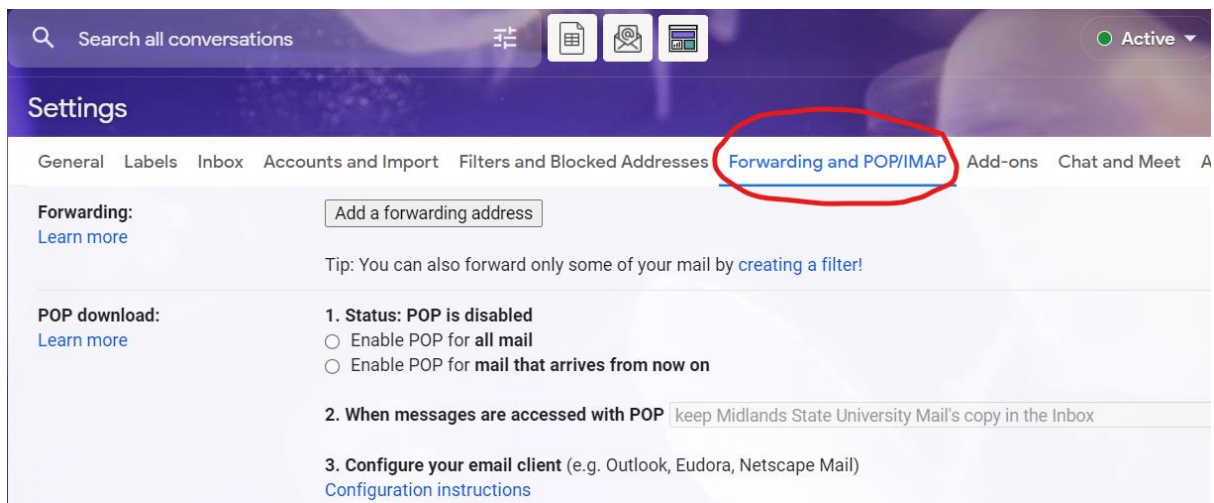 Search all conversations
Active
Settings
General Labels Inbox Accounts and Import Filters and Blocked Addresses Forwarding and POP/IMAP Add-ons Chat and Meet A
Forwarding: Add a forwarding address
Learn more
Tip: You can also forward only some of your mail by creating a filter!
POP download: 1. Status: POP is disabled
Learn more Enable POP for all mail
Enable POP for mail that arrives from now on
2. When messages are accessed with POP keep Midlands State University Mail's copy in the Inbox
3. Configure your email client (e.g. Outlook, Eudora, Netscape Mail)
Configuration instructions